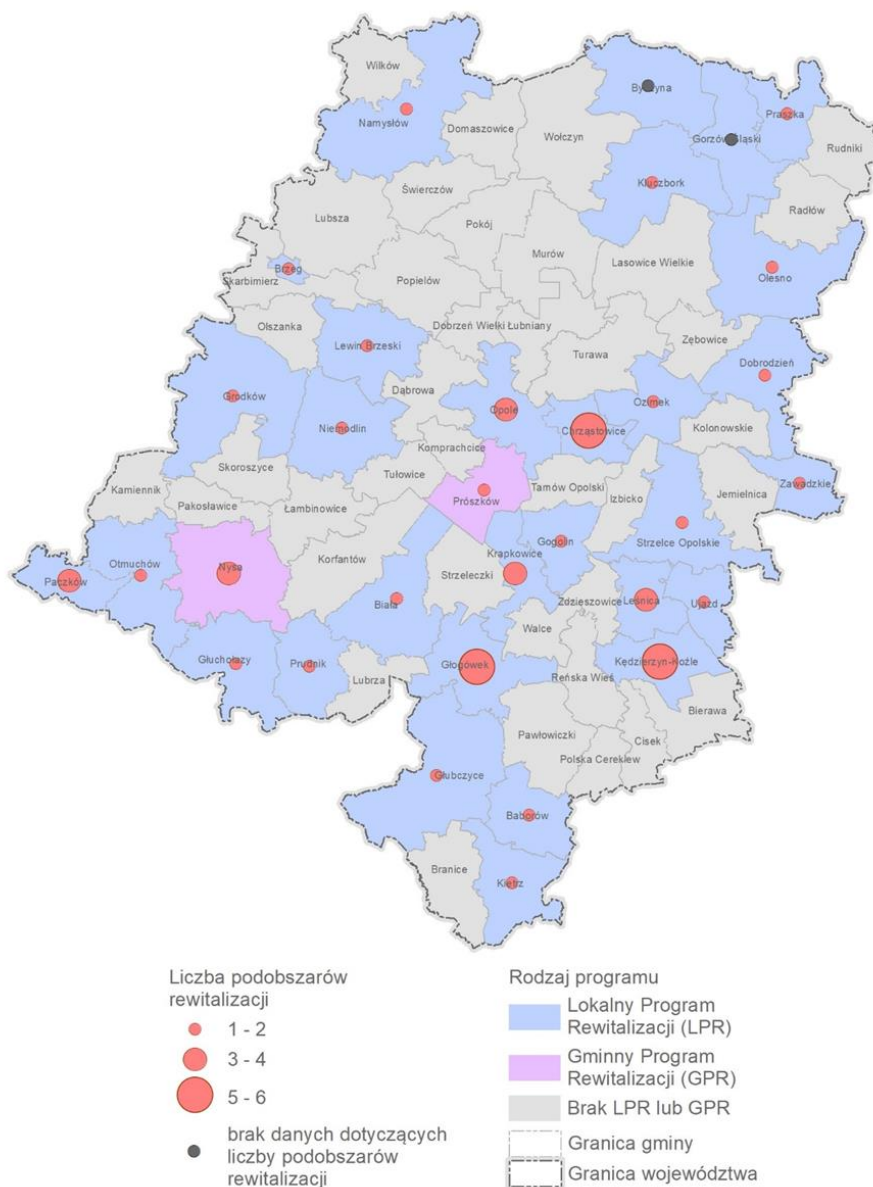 Wilków
Namysłów
Domaszowice
Wołczyn
Byczyna
Gorzów Śląski
Praszka
Rudniki
Kluczbork
Radłów
Świerczów
Lubsza
Pokój
Murów
Lasowice Wielkie
Olesno
Brzeg
Skarbimierz
Popielów
Olszanka
Lewin Brzeski
Dobrzeń Wielki
Łubniany
Turawa
Zębowice
Dobrodzień
Grodków
Dąbrowa
Opole
Ozimek
Niemodlin
Chrząstowice
Kolonowskie
Komprachcice
Skoroszyce
Tułowice
Kamiennik
Pakosławice
Łambinowice
Prószków
Tarnów Opolski
Izbicko
Jemielnica
Zawadzkie
Korfantów
Gogolin
Strzelce Opolskie
Otmuchów
Nysa
Krapkowice
Strzeleczki
Paczków
Biała
Zdzieszowice
Leśnica
Ujazd
Walce
Głuchołazy
Prudnik
Głogówek
Kędzierzyn-Koźle
Lubrza
Reńska Wieś
Bierawa
Pawłowiczki
Cisek
Polska Cerekiew
Głubczyce
Baborów
Branice
Kietrz
Liczba podobszarów
rewitalizacji
1 - 2
3 - 4
5 - 6
brak danych dotyczących
liczby podobszarów
rewitalizacji
Rodzaj programu
Lokalny Program
Rewitalizacji (LPR)
Gminny Program
Rewitalizacji (GPR)
Brak LPR lub GPR
Granica gminy
Granica województwa